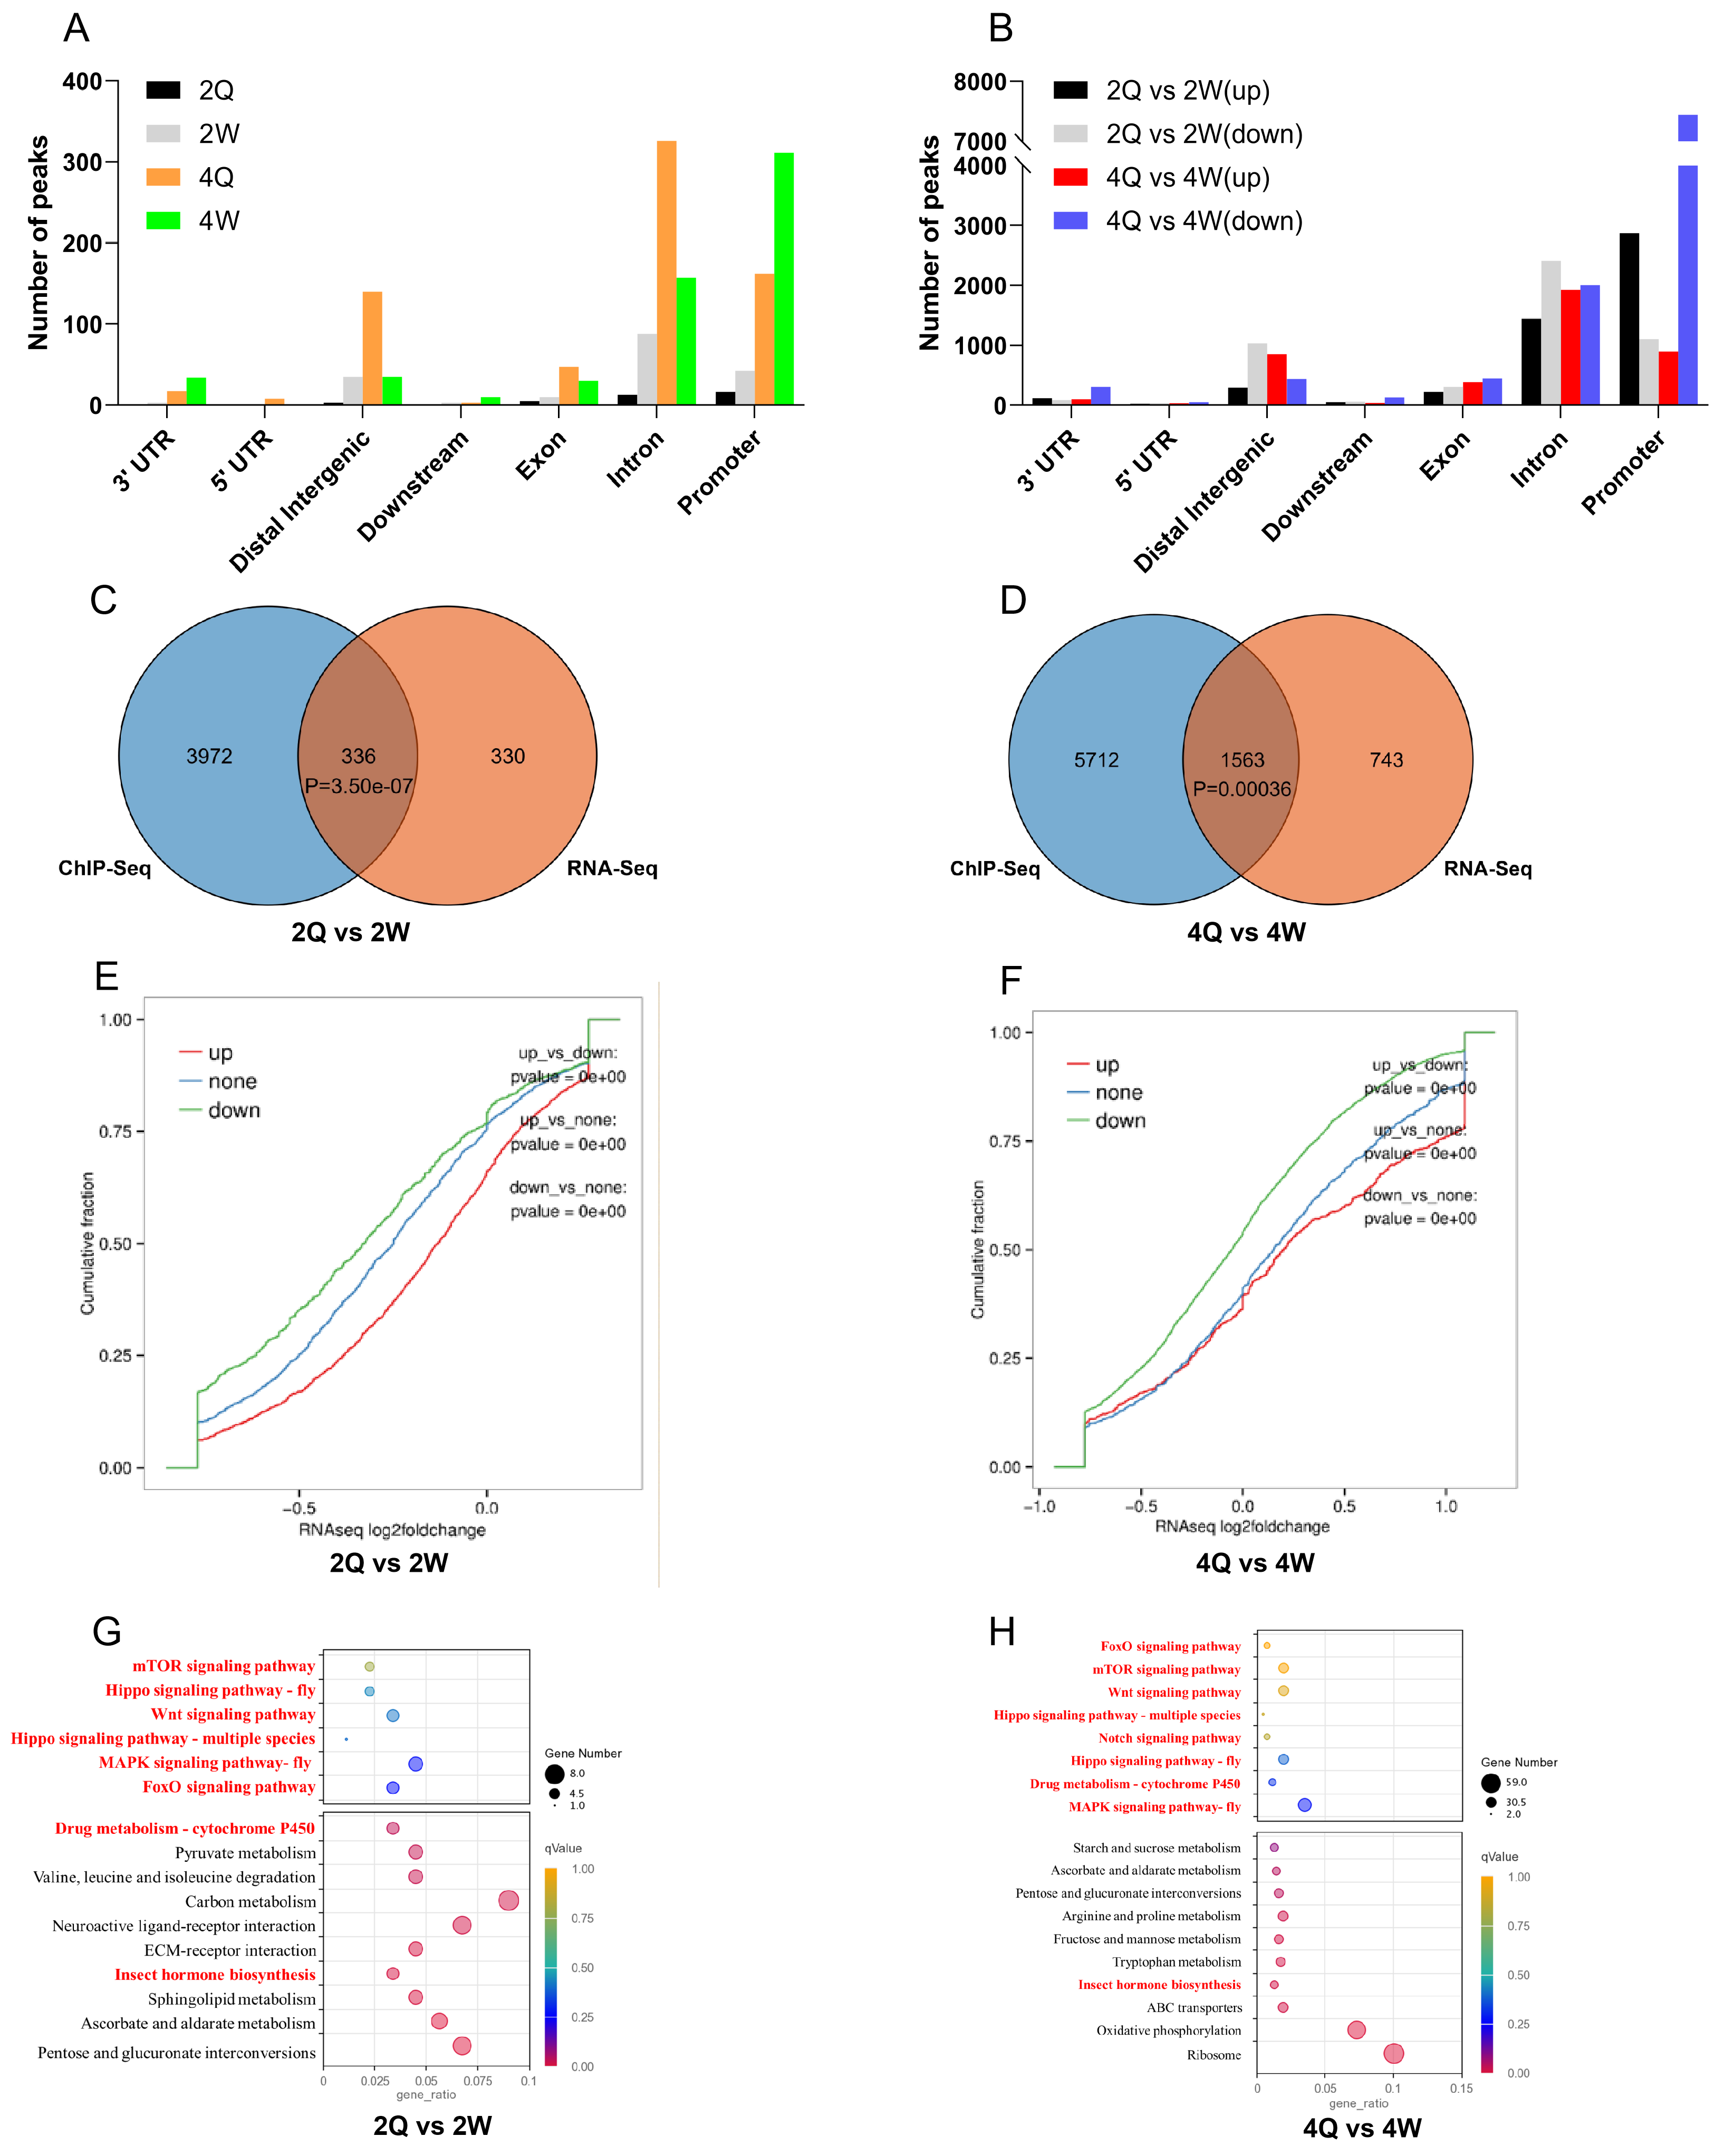 A
Number of peaks
400
300
200
100
0
2Q
2W
4Q
4W
3' UTR
5' UTR
Distal Intergenic
Downstream
Exon
Intron
Promoter
B
Number of peaks
8000
7000
4000
3000
2000
1000
0
2Q vs 2W(up)
2Q vs 2W(down)
4Q vs 4W(up)
4Q vs 4W(down)
3' UTR
5' UTR
Distal Intergenic
Downstream
Exon
Intron
Promoter
C
3972
336
330
P=3.50e-07
ChIP-Seq
RNA-Seq
2Q vs 2W
D
5712
1563
743
P=0.00036
ChIP-Seq
RNA-Seq
4Q vs 4W
E
Cumulative fraction
1.00
0.75
0.50
0.25
0.00
up
none
down
up_vs_down:
pvalue = 0e+00
up_vs_none:
pvalue = 0e+00
down_vs_none:
pvalue = 0e+00
−0.5
0.0
RNAseq log2foldchange
2Q vs 2W
F
Cumulative fraction
1.00
0.75
0.50
0.25
0.00
up
none
down
up_vs_down:
pvalue = 0e+00
up_vs_none:
pvalue = 0e+00
down_vs_none:
pvalue = 0e+00
−1.0
−0.5
0.0
0.5
1.0
RNAseq log2foldchange
4Q vs 4W
G
mTOR signaling pathway
Hippo signaling pathway - fly
Wnt signaling pathway
Hippo signaling pathway - multiple species
MAPK signaling pathway- fly
FoxO signaling pathway
Drug metabolism - cytochrome P450
Pyruvate metabolism
Valine, leucine and isoleucine degradation
Carbon metabolism
Neuroactive ligand-receptor interaction
ECM-receptor interaction
Insect hormone biosynthesis
Sphingolipid metabolism
Ascorbate and aldarate metabolism
Pentose and glucuronate interconversions
0
0.025
0.05
0.075
0.1
gene_ratio
Gene Number
8.0
4.5
1.0
qValue
1.00
0.75
0.50
0.25
0.00
2Q vs 2W
H
FoxO signaling pathway
mTOR signaling pathway
Wnt signaling pathway
Hippo signaling pathway - multiple species
Notch signaling pathway
Hippo signaling pathway - fly
Drug metabolism - cytochrome P450
MAPK signaling pathway- fly
Starch and sucrose metabolism
Ascorbate and aldarate metabolism
Pentose and glucuronate interconversions
Arginine and proline metabolism
Fructose and mannose metabolism
Tryptophan metabolism
Insect hormone biosynthesis
ABC transporters
Oxidative phosphorylation
Ribosome
0
0.05
0.1
0.15
gene_ratio
Gene Number
59.0
30.5
2.0
qValue
1.00
0.75
0.50
0.25
0.00
4Q vs 4W